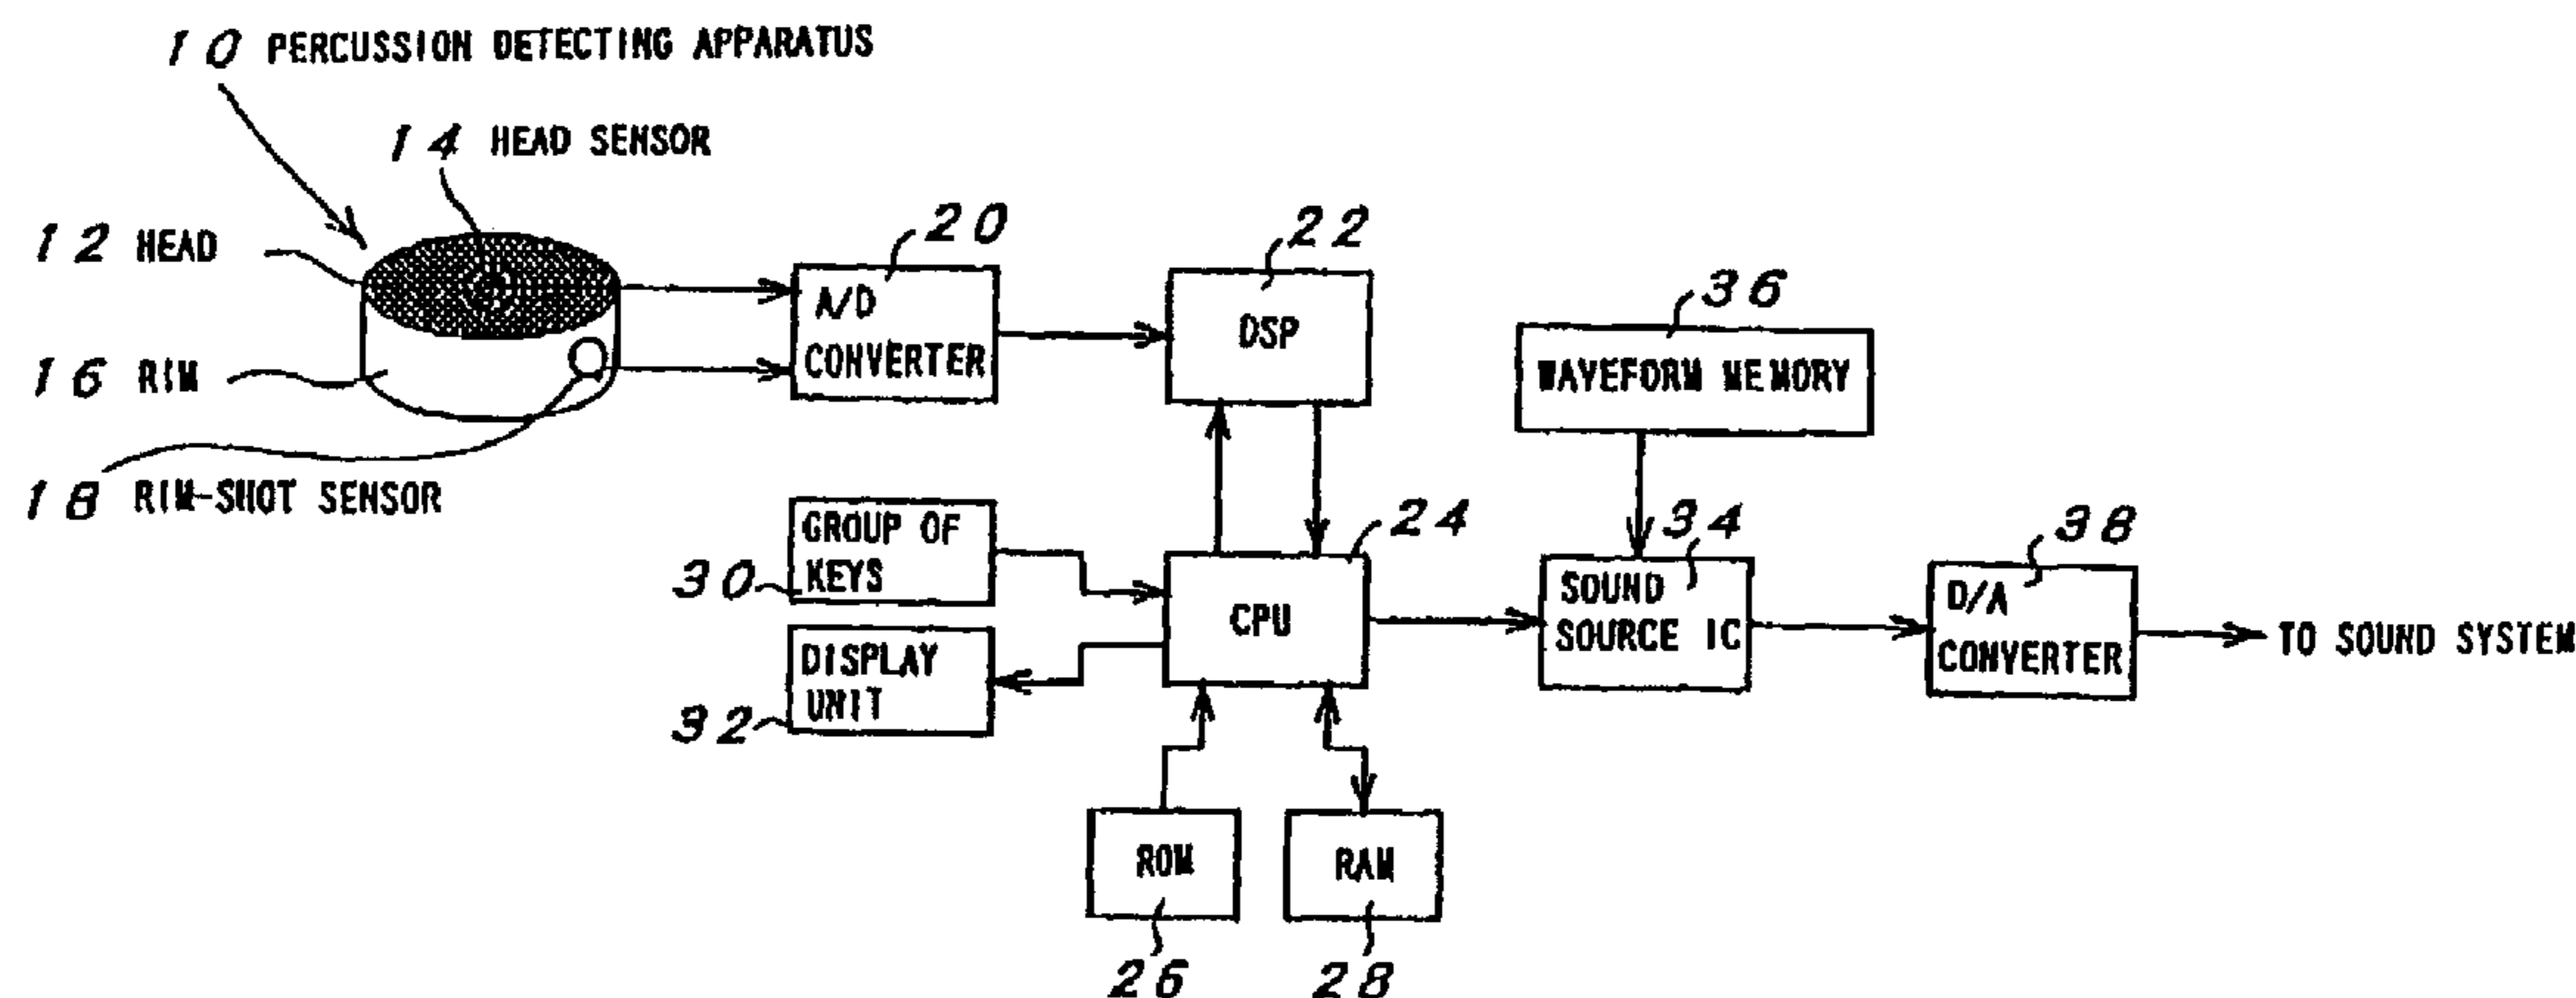 10 PERCUSSION DETECTING APPARATUS
14 HEAD SENSOR
12 HEAD
16 RIM
18 RIM-SHOT SENSOR
20
A/D
CONVERTER
22
DSP
36
WAVEFORM MEMORY
30
GROUP OF
KEYS
32
DISPLAY
UNIT
24
CPU
34
SOUND
SOURCE IC
38
D/A
CONVERTER
TO SOUND SYSTEM
ROM
26
RAM
28